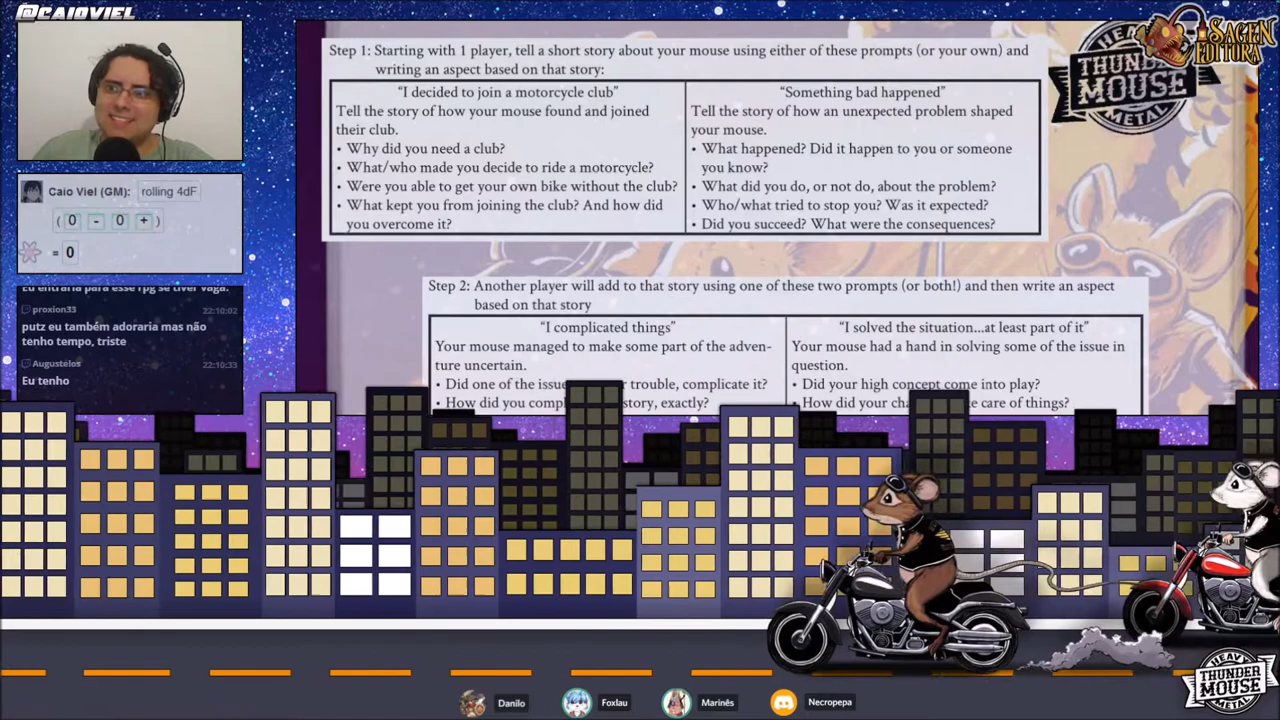 @CAIOVIEL
Caio Viel (GM): rolling 4dF
( 0 - 0 + )
= 0
Eu entraria para esse rpg se tiver vaga.
proxion33 22:10:02
putz eu também adoraria mas não
tenho tempo, triste
Augustelos 22:10:33
Eu tenho
Step 1: Starting with 1 player, tell a short story about your mouse using either of these prompts (or your own) and
writing an aspect based on that story:
"I decided to join a motorcycle club"
Tell the story of how your mouse found and joined
their club.
• Why did you need a club?
• What/who made you decide to ride a motorcycle?
• Were you able to get your own bike without the club?
• What kept you from joining the club? And how did
you overcome it?
"Something bad happened"
Tell the story of how an unexpected problem shaped
your mouse.
• What happened? Did it happen to you or someone
you know?
• What did you do, or not do, about the problem?
• Who/what tried to stop you? Was it expected?
• Did you succeed? What were the consequences?
Step 2: Another player will add to that story using one of these two prompts (or both!) and then write an aspect
based on that story
"I complicated things"
Your mouse managed to make some part of the adven-
ture uncertain.
• Did one of the issue trouble, complicate it?
• How did you story, exactly?
"I solved the situation...at least part of it"
Your mouse had a hand in solving some of the issue in
question.
• Did your high concept come into play?
• How did your care of things?
HEAVY
THUNDER
MOUSE
METAL
ISAGEN
EDITORA
Danilo
Foxlau
Marinês
Necropepa
HEAVY
THUNDER
MOUSE
METAL